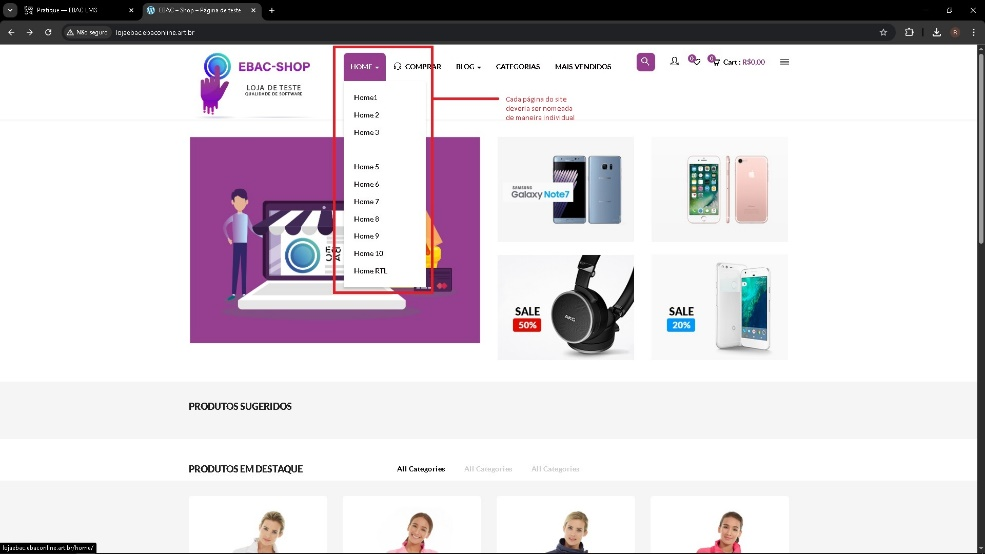 Pratique — EBAC LMS
EBAC – Shop – Página de teste
Não seguro
lojaebac.ebaconline.art.br
EBAC-SHOP
LOJA DE TESTE
QUALIDADE DE SOFTWARE
HOME
COMPRAR
BLOG
CATEGORIAS
MAIS VENDIDOS
0
0
Cart : R$0,00
Home1
Home 2
Home 3
Home 5
Home 6
Home 7
Home 8
Home 9
Home 10
Home RTL
Cada página do site
deveria ser nomeada
de maneira individual
SAMSUNG
Galaxy Note7
AKG
SALE
50%
SALE
20%
PRODUTOS SUGERIDOS
PRODUTOS EM DESTAQUE
All Categories
All Categories
All Categories
lojaebac.ebaconline.art.br/home7